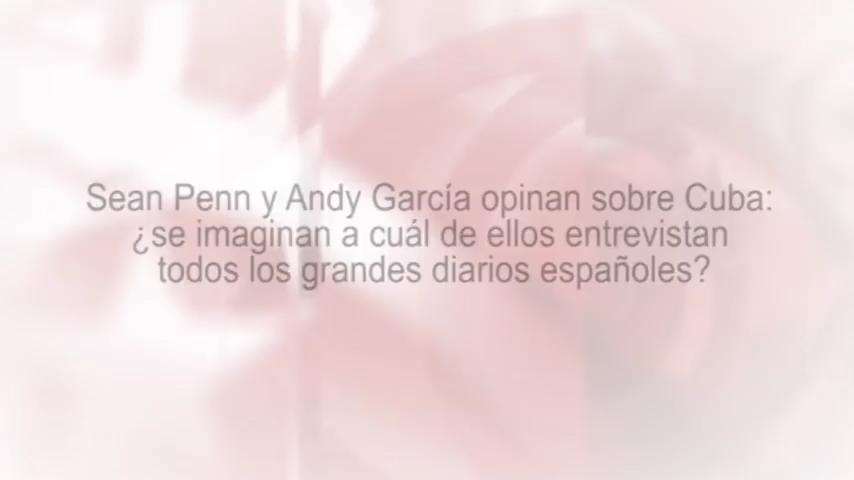 Sean Penn y Andy García opinan sobre Cuba:
¿se imaginan a cuál de ellos entrevistan
todos los grandes diarios españoles?